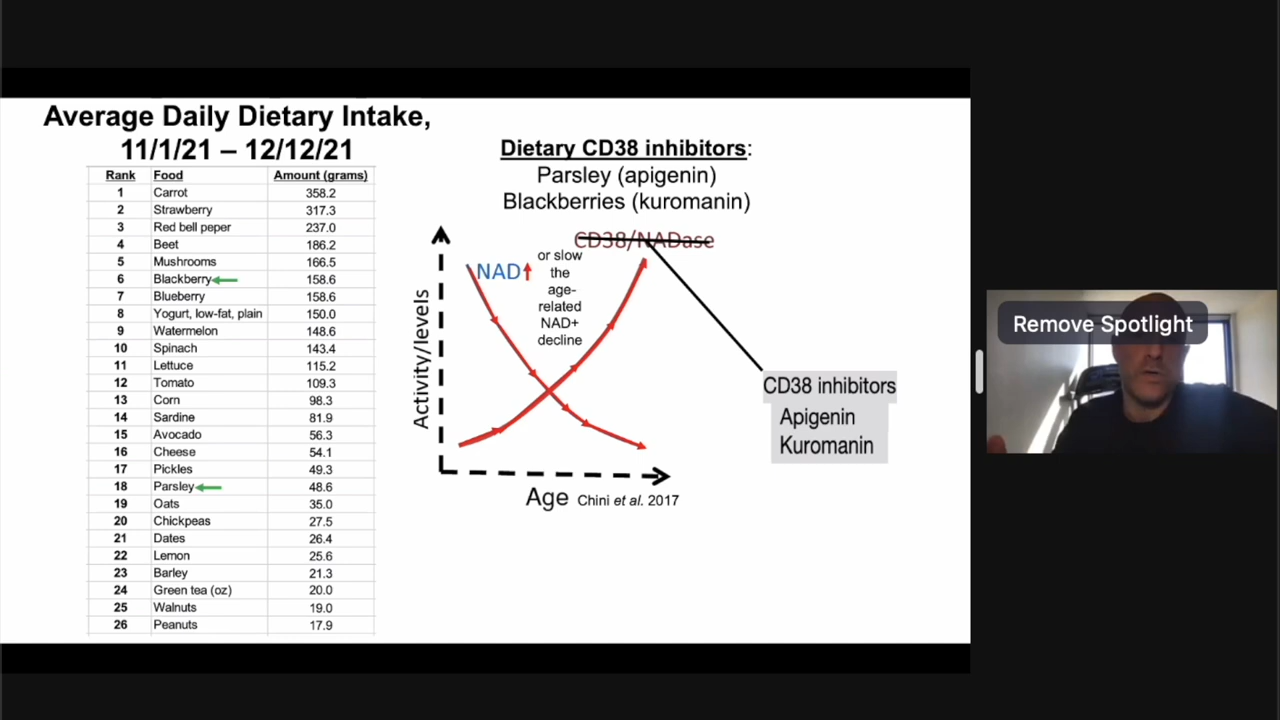 Average Daily Dietary Intake,
11/1/21 – 12/12/21
Rank Food Amount (grams)
1 Carrot 358.2
2 Strawberry 317.3
3 Red bell peper 237.0
4 Beet 186.2
5 Mushrooms 166.5
6 Blackberry 158.6
7 Blueberry 158.6
8 Yogurt, low-fat, plain 150.0
9 Watermelon 148.6
10 Spinach 143.4
11 Lettuce 115.2
12 Tomato 109.3
13 Corn 98.3
14 Sardine 81.9
15 Avocado 56.3
16 Cheese 54.1
17 Pickles 49.3
18 Parsley 48.6
19 Oats 35.0
20 Chickpeas 27.5
21 Dates 26.4
22 Lemon 25.6
23 Barley 21.3
24 Green tea (oz) 20.0
25 Walnuts 19.0
26 Peanuts 17.9
Dietary CD38 inhibitors:
Parsley (apigenin)
Blackberries (kuromanin)
CD38/NADase
NAD
or slow
the
age-
related
NAD+
decline
Activity/levels
Age Chini et al. 2017
CD38 inhibitors
Apigenin
Kuromanin
Remove Spotlight